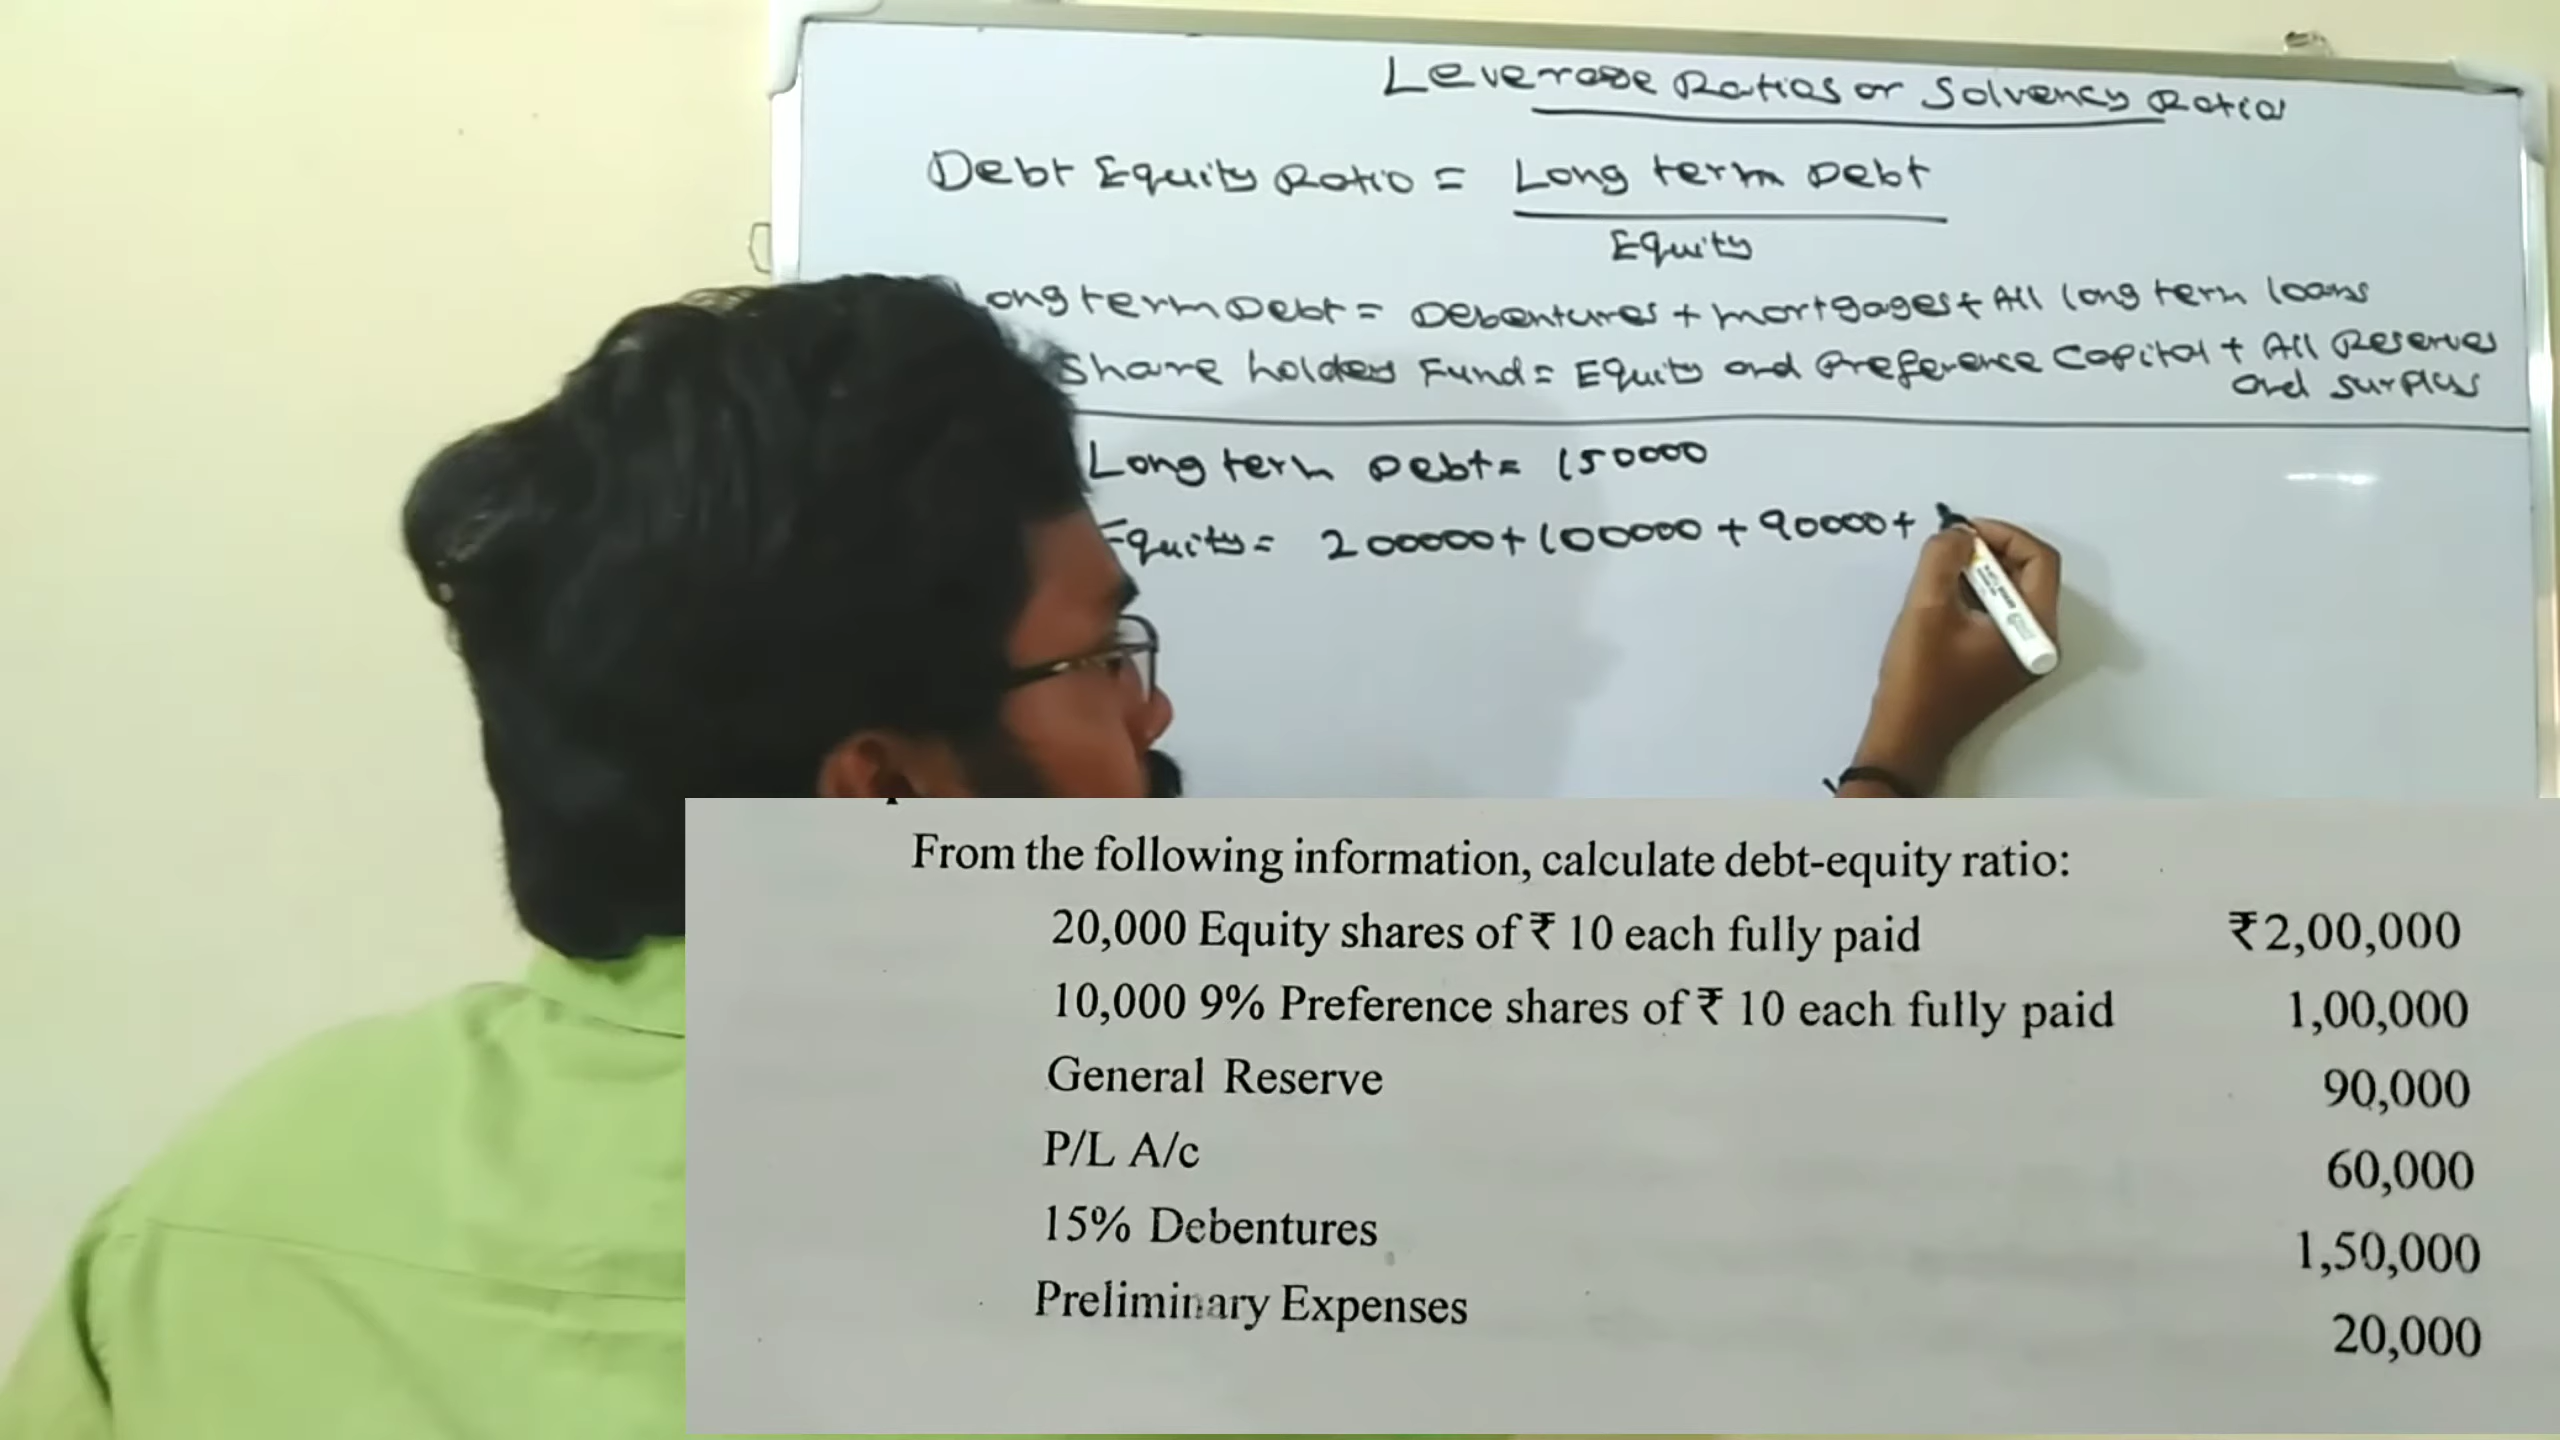 Leverage Ratios or Solvency Ratios
Debt Equity Ratio = Long term Debt
Equity
ong term Debt = Debentures + mortgages + All long term loans
Share holders Fund = Equity and Preference Capital + All Reserves
and surplus
Long term Debt = 150000
Equity = 200000 + 100000 + 90000 +
From the following information, calculate debt-equity ratio:
20,000 Equity shares of ₹ 10 each fully paid ₹2,00,000
10,000 9% Preference shares of ₹ 10 each fully paid 1,00,000
General Reserve 90,000
P/L A/c 60,000
15% Debentures 1,50,000
Preliminary Expenses 20,000